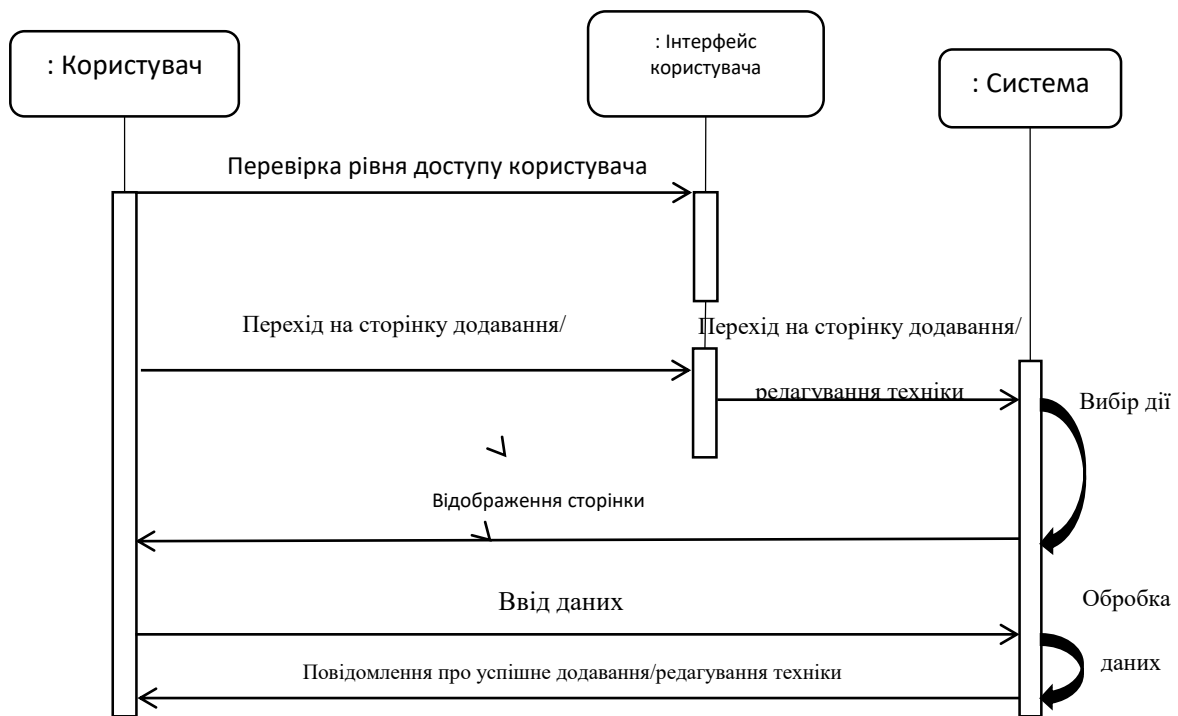 : Користувач
: Інтерфейс
користувача
: Система
Перевірка рівня доступу користувача
Перехід на сторінку додавання/
Перехід на сторінку додавання/
редагування техніки
Вибір дії
Відображення сторінки
Ввід даних
Обробка
даних
Повідомлення про успішне додавання/редагування техніки